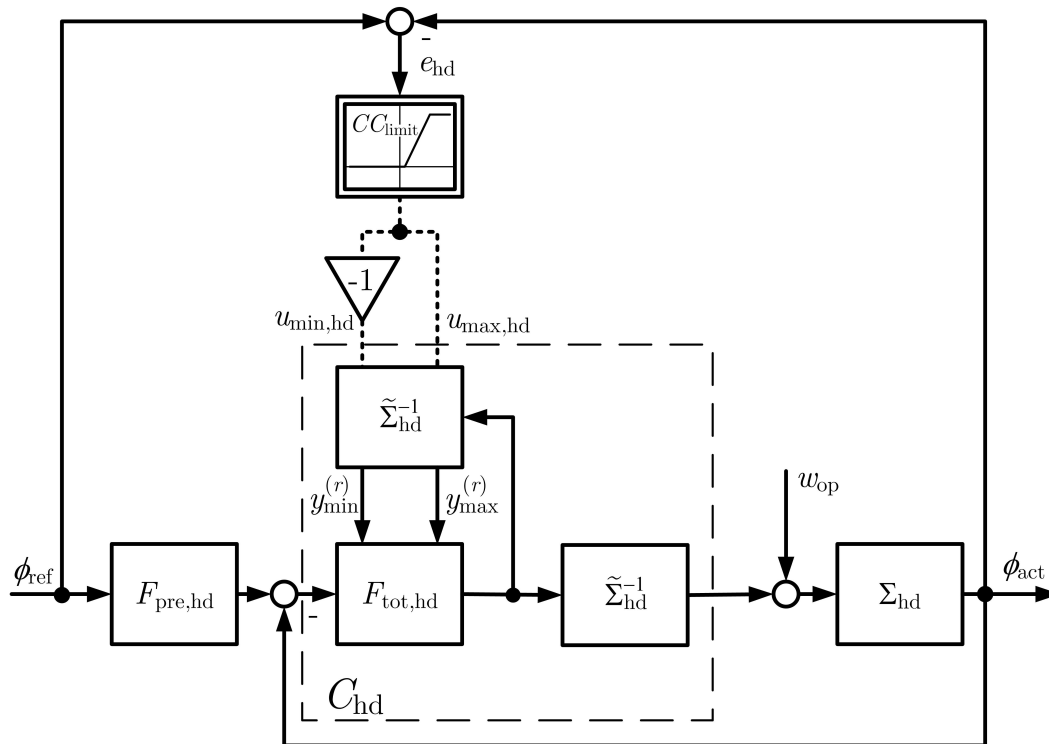 -
e_hd
CC_limit
-1
u_min,hd
u_max,hd
Σ̃_hd^−1
y_min^(r)
y_max^(r)
w_op
ϕ_ref
F_pre,hd
-
F_tot,hd
Σ̃_hd^−1
Σ_hd
ϕ_act
C_hd